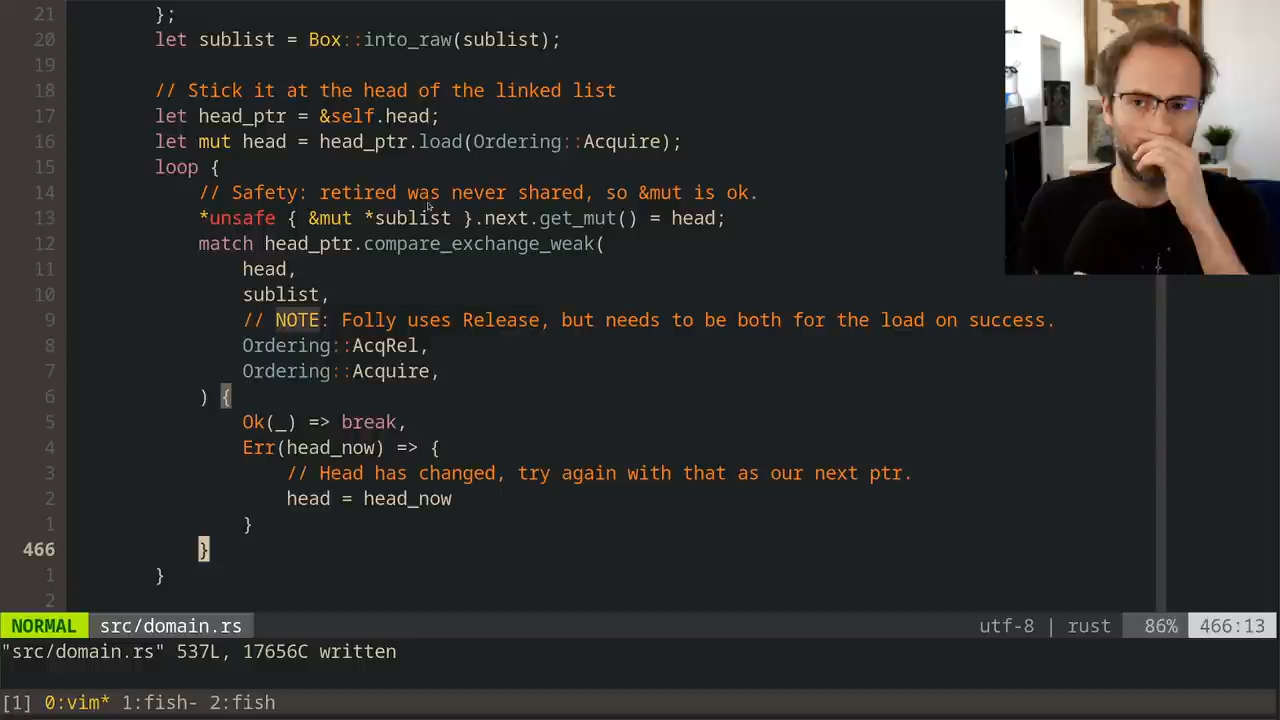 21 };
20 let sublist = Box::into_raw(sublist);
19
18 // Stick it at the head of the linked list
17 let head_ptr = &self.head;
16 let mut head = head_ptr.load(Ordering::Acquire);
15 loop {
14 // Safety: retired was never shared, so &mut is ok.
13 *unsafe { &mut *sublist }.next.get_mut() = head;
12 match head_ptr.compare_exchange_weak(
11 head,
10 sublist,
9 // NOTE: Folly uses Release, but needs to be both for the load on success.
8 Ordering::AcqRel,
7 Ordering::Acquire,
6 ) {
5 Ok(_) => break,
4 Err(head_now) => {
3 // Head has changed, try again with that as our next ptr.
2 head = head_now
1 }
466 }
1 }
2
NORMAL src/domain.rs utf-8 | rust 86% 466:13
"src/domain.rs" 537L, 17656C written
[1] 0:vim* 1:fish- 2:fish